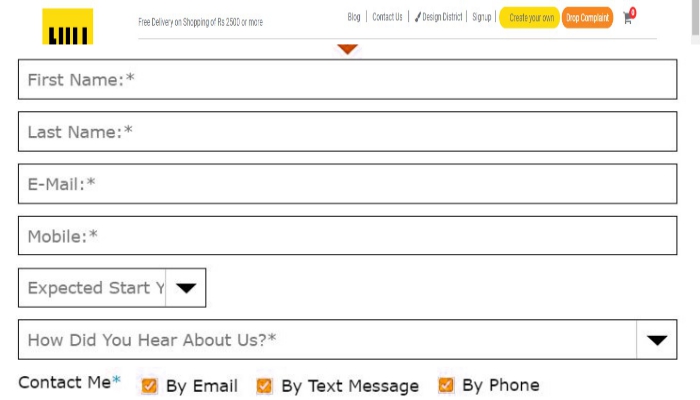 Free Delivery on Shopping of Rs 2500 or more
Blog | Contact Us | Design District | Signup | Create your own Drop Complaint 0
First Name:*
Last Name:*
E-Mail:*
Mobile:*
Expected Start Y
How Did You Hear About Us?*
Contact Me* By Email By Text Message By Phone